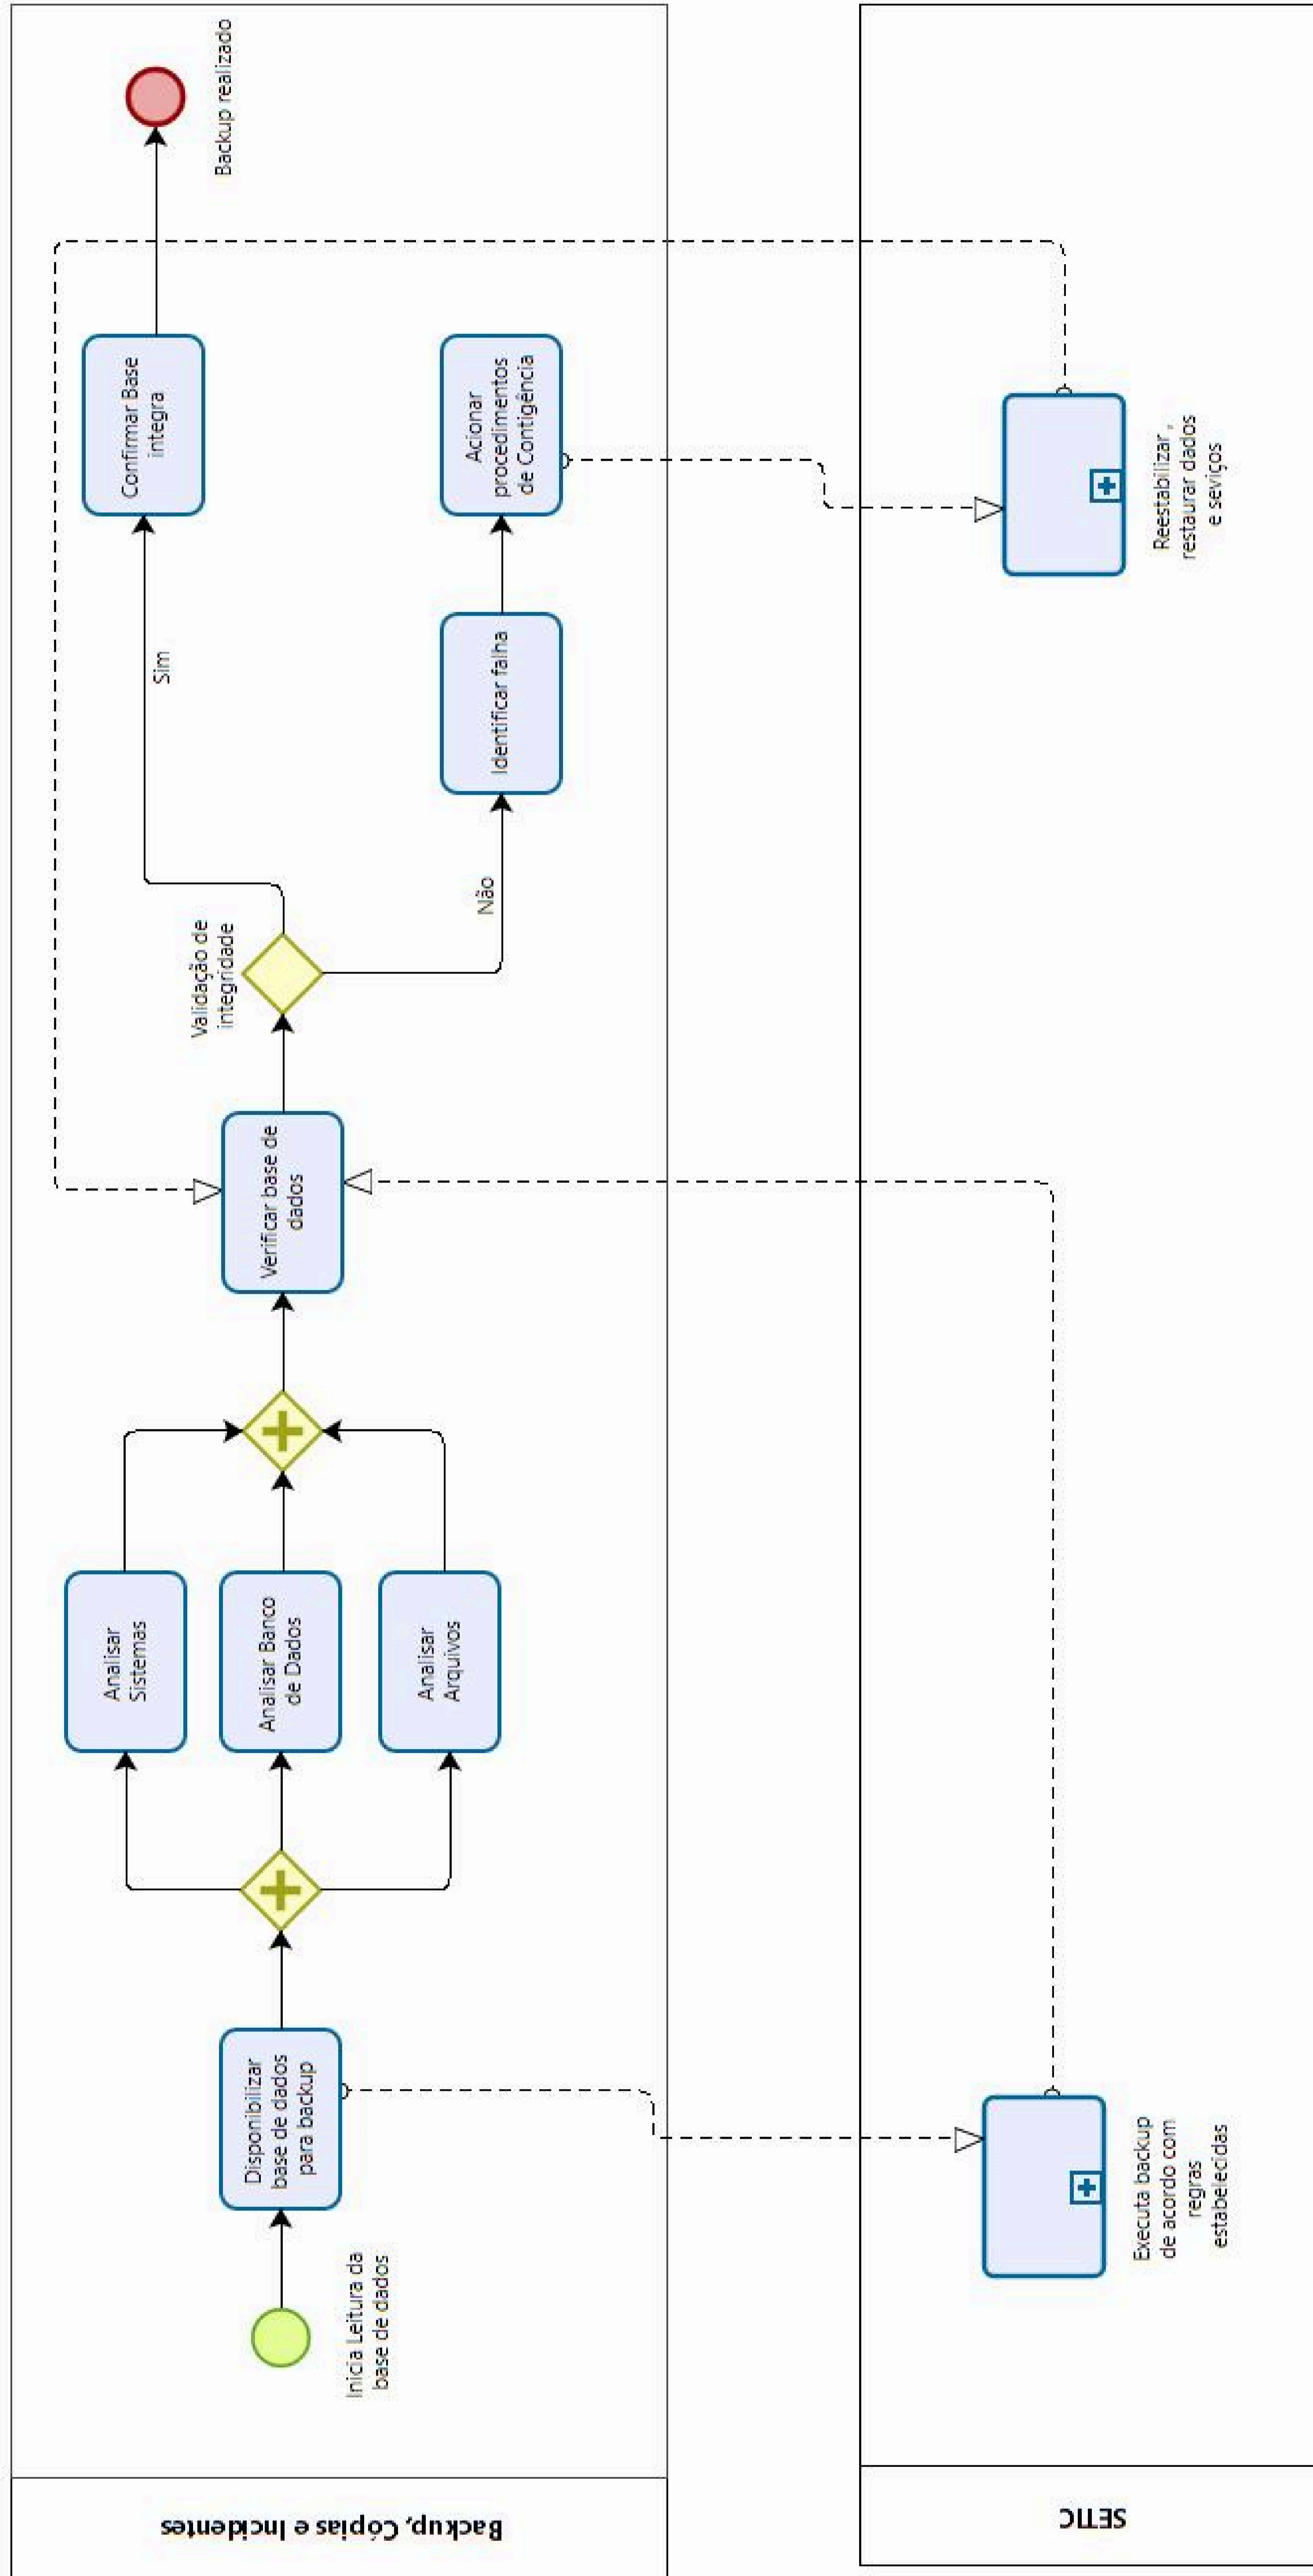 Backup, Cópias e Incidentes
Inicia Leitura da
base de dados
Disponibilizar
base de dados
para backup
Analisar
Sistemas
Analisar Banco
de Dados
Analisar
Arquivos
Verificar base de
dados
Validação de
integridade
Sim
Não
Confirmar Base
integra
Identificar falha
Acionar
procedimentos
de Contigência
Backup realizado
SETIC
Executa backup
de acordo com
regras
estabelecidas
Reestabilizar ,
restaurar dados
e seviços